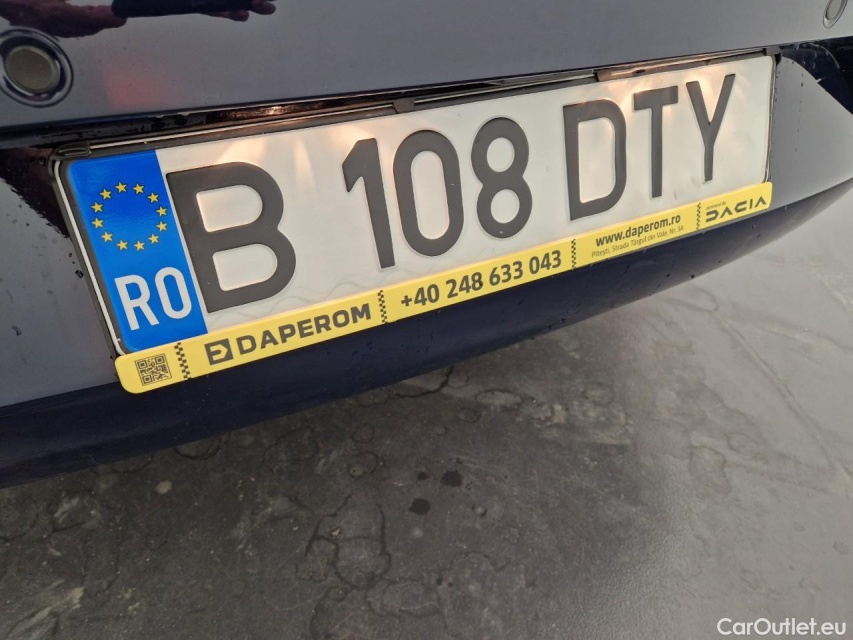 RO
B 108 DTY
DAPEROM
+40 248 633 043
www.daperom.ro
Pitești, Strada Târgul din Vale, Nr. 34
DACIA
CarOutlet.eu